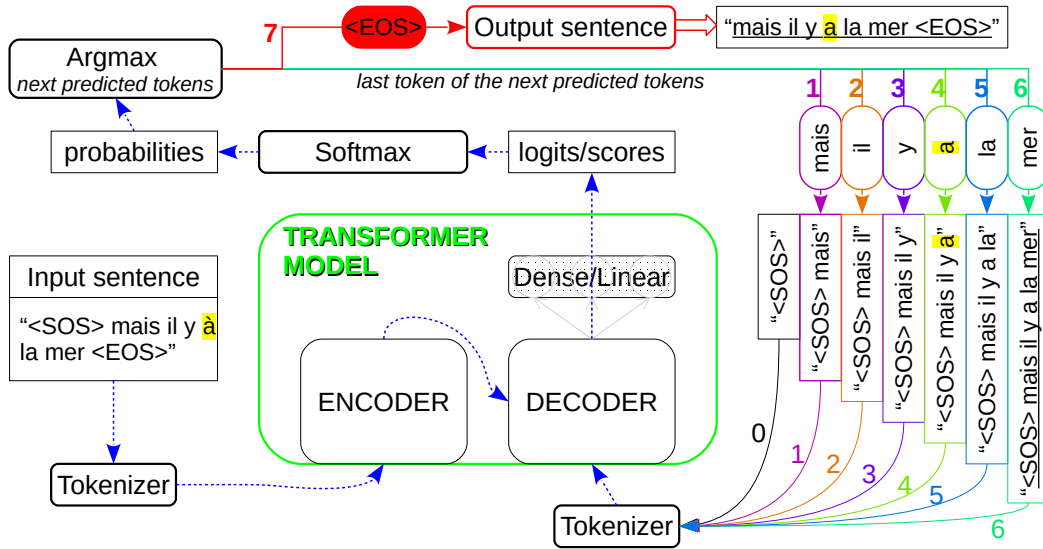 7
<EOS>
Output sentence
“mais il y a la mer <EOS>”
Argmax
next predicted tokens
last token of the next predicted tokens
1
2
3
4
5
6
mais
il
y
a
la
mer
probabilities
Softmax
logits/scores
TRANSFORMER
MODEL
Dense/Linear
Input sentence
“<SOS> mais il y à
la mer <EOS>”
ENCODER
DECODER
“<SOS>”
“<SOS> mais”
“<SOS> mais il”
“<SOS> mais il y”
“<SOS> mais il y a”
“<SOS> mais il y a la”
“<SOS> mais il y a la mer”
0
1
2
3
4
5
6
Tokenizer
Tokenizer